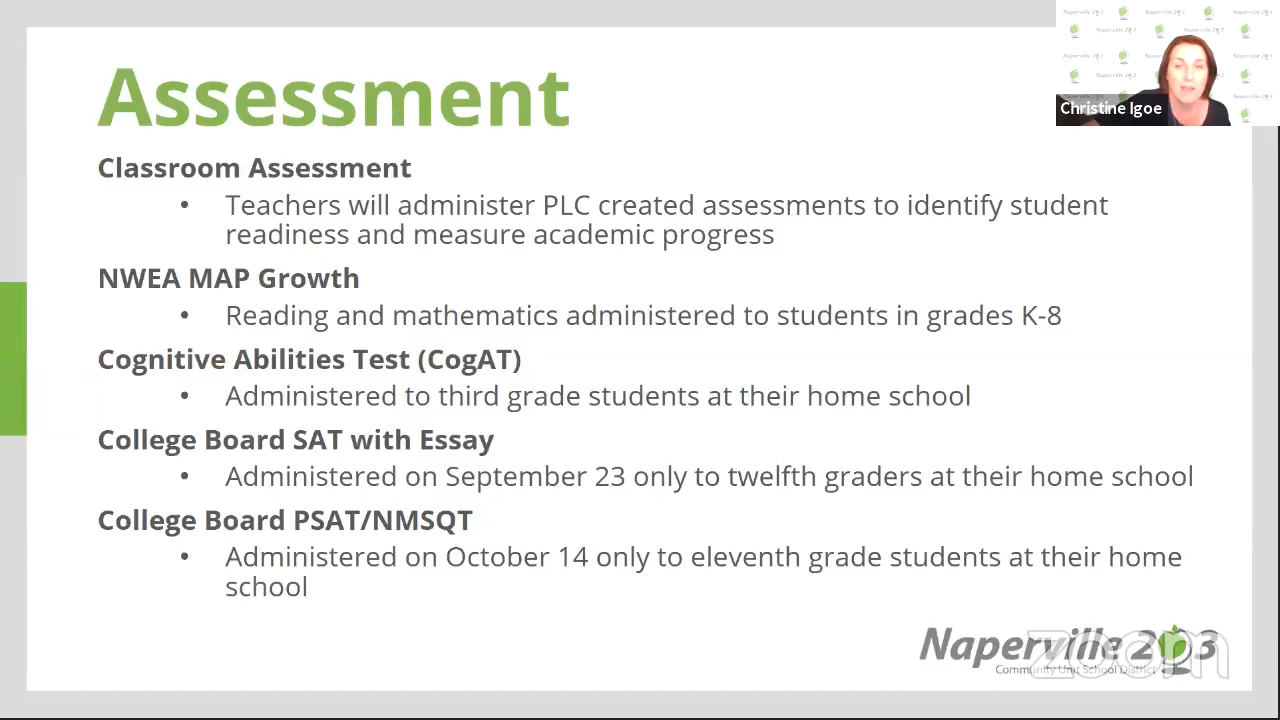 Assessment
Christine Igoe
Classroom Assessment
• Teachers will administer PLC created assessments to identify student
readiness and measure academic progress
NWEA MAP Growth
• Reading and mathematics administered to students in grades K-8
Cognitive Abilities Test (CogAT)
• Administered to third grade students at their home school
College Board SAT with Essay
• Administered on September 23 only to twelfth graders at their home school
College Board PSAT/NMSQT
• Administered on October 14 only to eleventh grade students at their home
school
Naperville 203
Community Unit School District
zoom